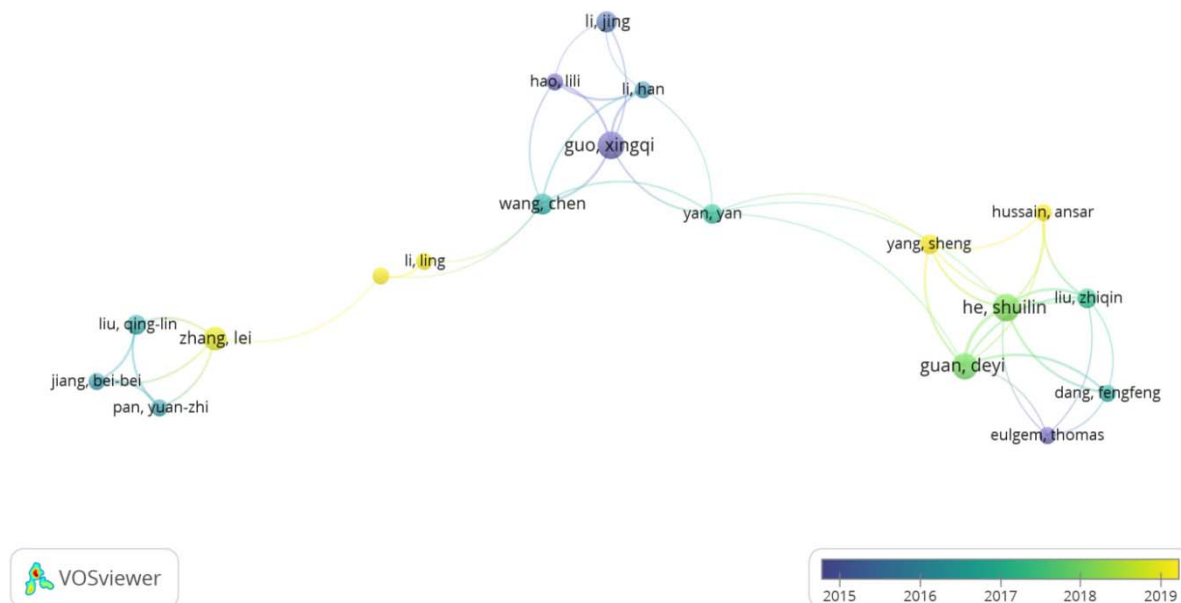 li, jing
hao, lili
li, han
guo, xingqi
wang, chen
yan, yan
hussain, ansar
yang, sheng
li, ling
he, shuilin
liu, zhiqin
liu, qing-lin
zhang, lei
guan, deyi
jiang, bei-bei
dang, fengfeng
pan, yuan-zhi
eulgem, thomas
VOSviewer
2015 2016 2017 2018 2019